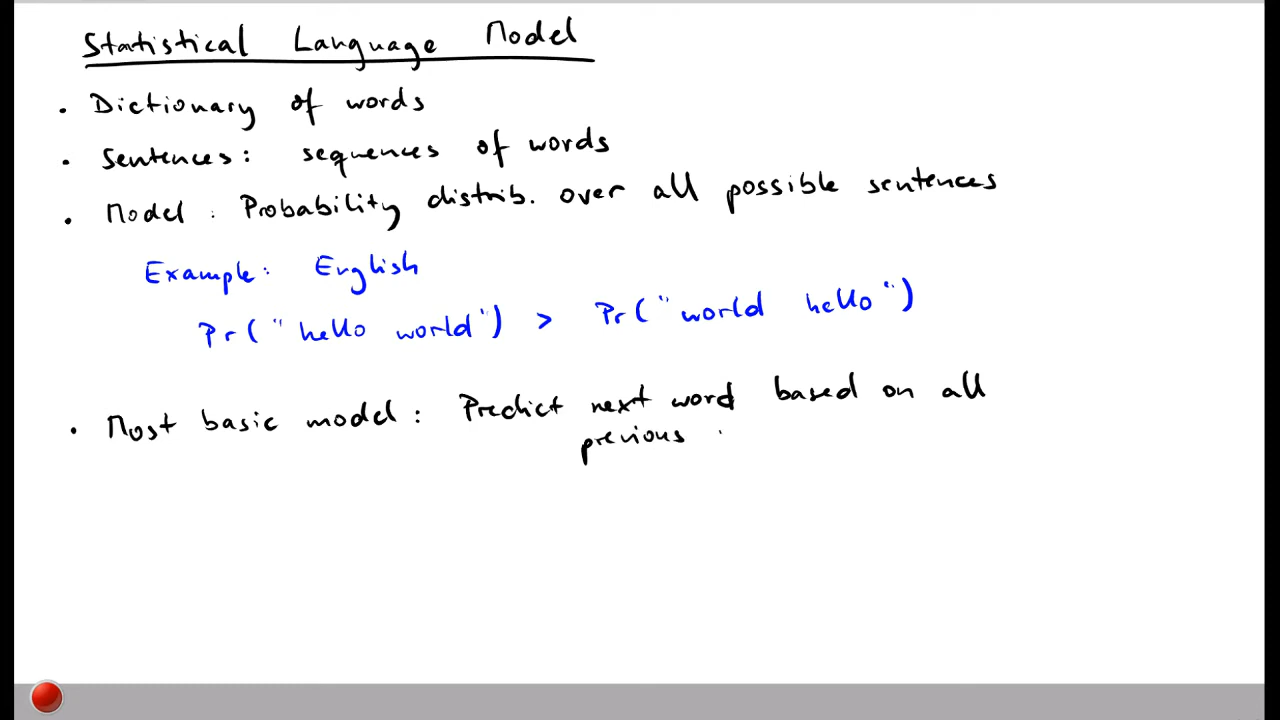 Statistical Language Model
• Dictionary of words
• Sentences: sequences of words
• Model: Probability distrib. over all possible sentences
Example: English
Pr("hello world") > Pr("world hello")
• Most basic model: Predict next word based on all
previous